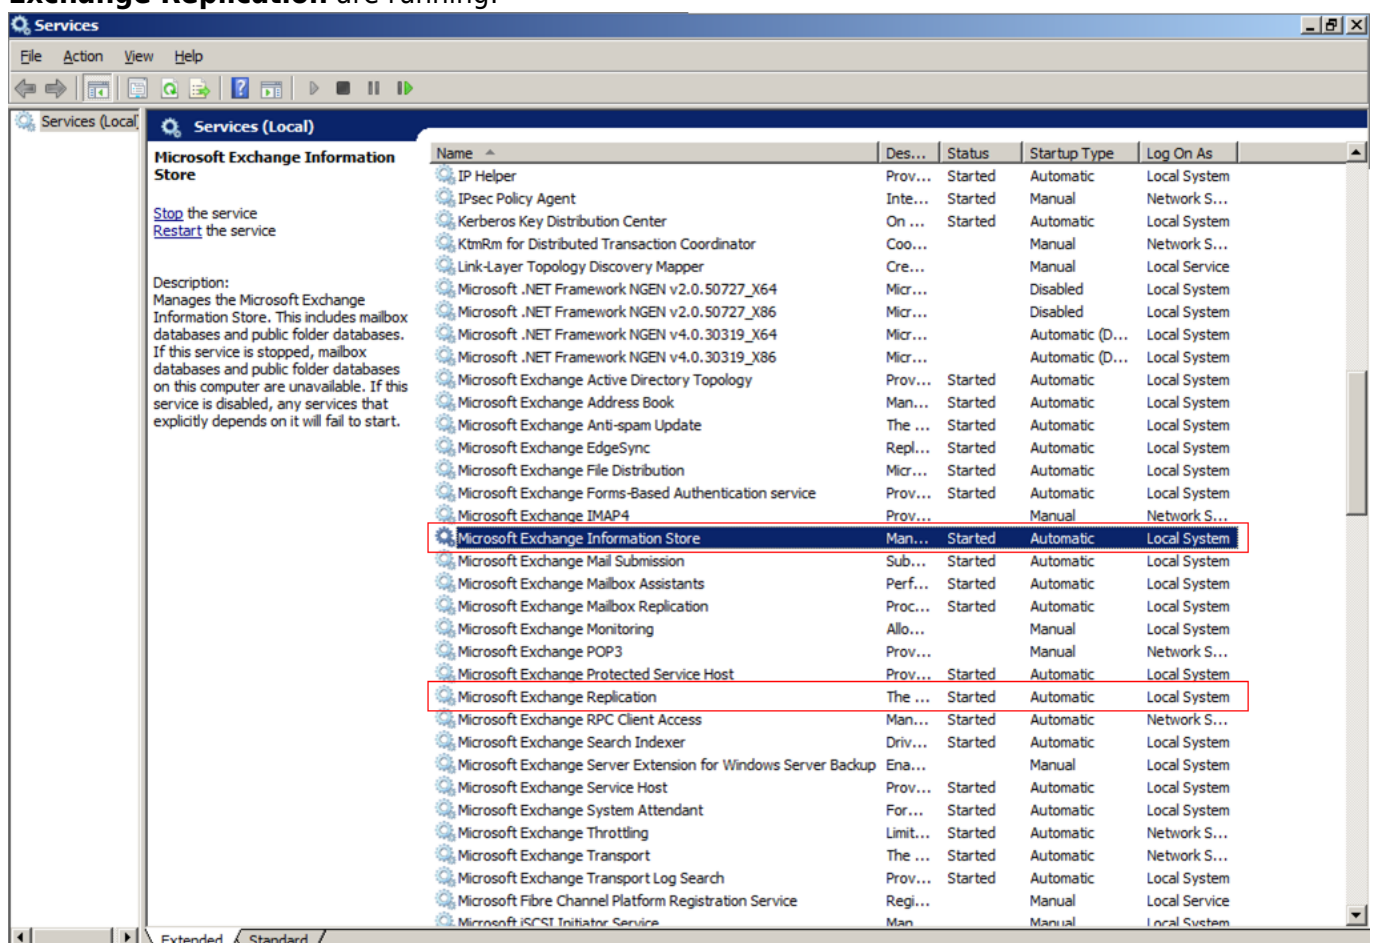 Exchange Replication are running.
Services
File Action View Help
Services (Local)
Services (Local)
Microsoft Exchange Information
Store
Stop the service
Restart the service
Description:
Manages the Microsoft Exchange
Information Store. This includes mailbox
databases and public folder databases.
If this service is stopped, mailbox
databases and public folder databases
on this computer are unavailable. If this
service is disabled, any services that
explicitly depends on it will fail to start.
Name Des... Status Startup Type Log On As
IP Helper Prov... Started Automatic Local System
IPsec Policy Agent Inte... Started Manual Network S...
Kerberos Key Distribution Center On ... Started Automatic Local System
KtmRm for Distributed Transaction Coordinator Coo... Manual Network S...
Link-Layer Topology Discovery Mapper Cre... Manual Local Service
Microsoft .NET Framework NGEN v2.0.50727_X64 Micr... Disabled Local System
Microsoft .NET Framework NGEN v2.0.50727_X86 Micr... Disabled Local System
Microsoft .NET Framework NGEN v4.0.30319_X64 Micr... Automatic (D... Local System
Microsoft .NET Framework NGEN v4.0.30319_X86 Micr... Automatic (D... Local System
Microsoft Exchange Active Directory Topology Prov... Started Automatic Local System
Microsoft Exchange Address Book Man... Started Automatic Local System
Microsoft Exchange Anti-spam Update The ... Started Automatic Local System
Microsoft Exchange EdgeSync Repl... Started Automatic Local System
Microsoft Exchange File Distribution Micr... Started Automatic Local System
Microsoft Exchange Forms-Based Authentication service Prov... Started Automatic Local System
Microsoft Exchange IMAP4 Prov... Manual Network S...
Microsoft Exchange Information Store Man... Started Automatic Local System
Microsoft Exchange Mail Submission Sub... Started Automatic Local System
Microsoft Exchange Mailbox Assistants Perf... Started Automatic Local System
Microsoft Exchange Mailbox Replication Proc... Started Automatic Local System
Microsoft Exchange Monitoring Allo... Manual Local System
Microsoft Exchange POP3 Prov... Manual Network S...
Microsoft Exchange Protected Service Host Prov... Started Automatic Local System
Microsoft Exchange Replication The ... Started Automatic Local System
Microsoft Exchange RPC Client Access Man... Started Automatic Network S...
Microsoft Exchange Search Indexer Driv... Started Automatic Local System
Microsoft Exchange Server Extension for Windows Server Backup Ena... Manual Local System
Microsoft Exchange Service Host Prov... Started Automatic Local System
Microsoft Exchange System Attendant For... Started Automatic Local System
Microsoft Exchange Throttling Limit... Started Automatic Network S...
Microsoft Exchange Transport The ... Started Automatic Network S...
Microsoft Exchange Transport Log Search Prov... Started Automatic Local System
Microsoft Fibre Channel Platform Registration Service Regi... Manual Local Service
Microsoft iSCSI Initiator Service Man... Manual Local System
Extended Standard